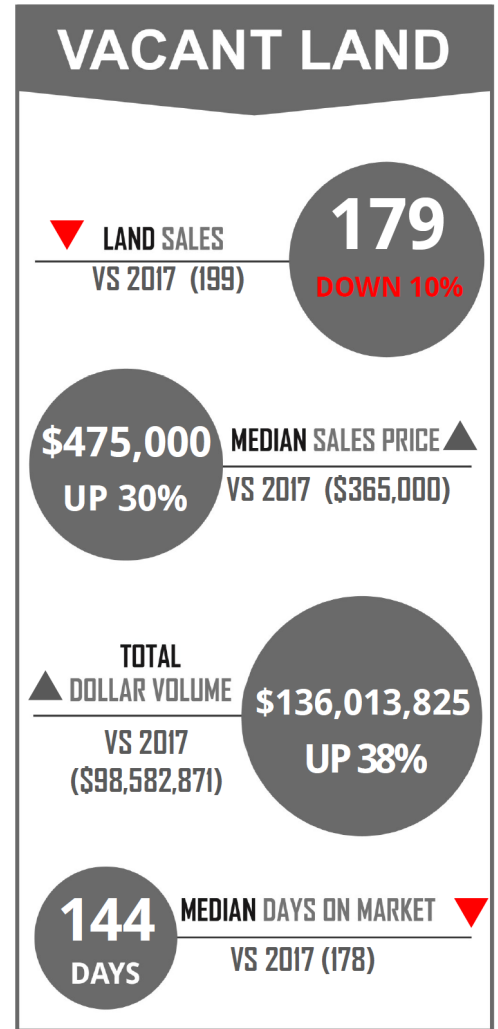 VACANT LAND
LAND SALES
VS 2017 (199)
179
DOWN 10%
$475,000
UP 30%
MEDIAN SALES PRICE
VS 2017 ($365,000)
TOTAL
DOLLAR VOLUME
VS 2017
($98,582,871)
$136,013,825
UP 38%
144
DAYS
MEDIAN DAYS ON MARKET
VS 2017 (178)